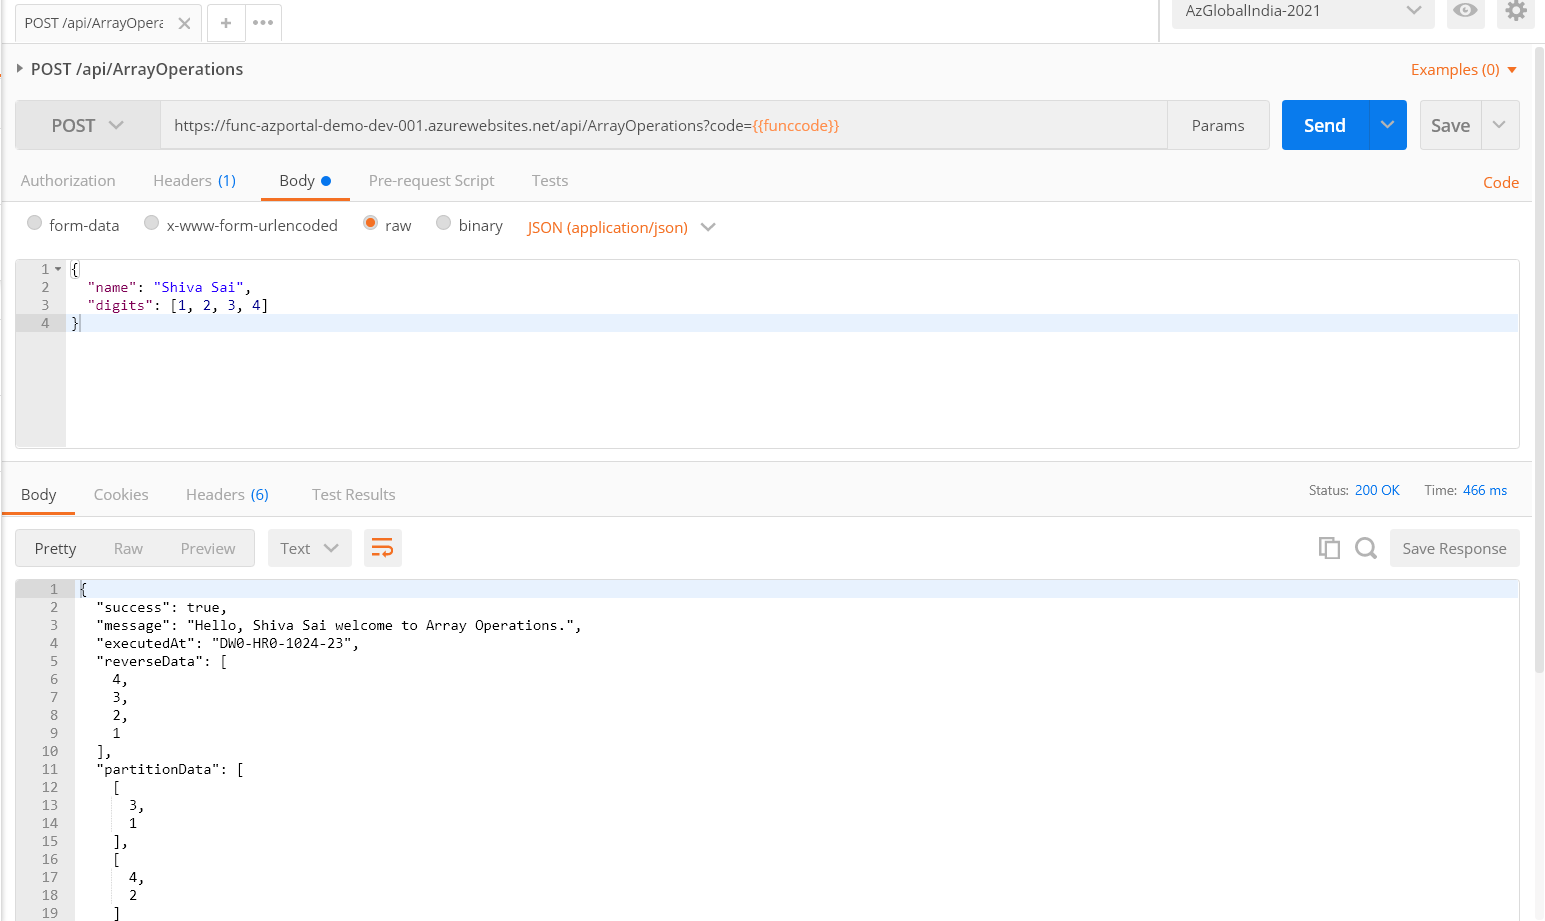 POST /api/ArrayOpera
+
AzGlobalIndia-2021
POST /api/ArrayOperations
Examples (0)
POST
https://func-azportal-demo-dev-001.azurewebsites.net/api/ArrayOperations?code={{funccode}}
Params
Send
Save
Authorization
Headers (1)
Body
Pre-request Script
Tests
Code
form-data
x-www-form-urlencoded
raw
binary
JSON (application/json)
1 {
2 "name": "Shiva Sai",
3 "digits": [1, 2, 3, 4]
4 }
Body
Cookies
Headers (6)
Test Results
Status: 200 OK
Time: 466 ms
Pretty
Raw
Preview
Text
Save Response
1 {
2 "success": true,
3 "message": "Hello, Shiva Sai welcome to Array Operations.",
4 "executedAt": "DW0-HR0-1024-23",
5 "reverseData": [
6 4,
7 3,
8 2,
9 1
10 ],
11 "partitionData": [
12 [
13 3,
14 1
15 ],
16 [
17 4,
18 2
19 ]